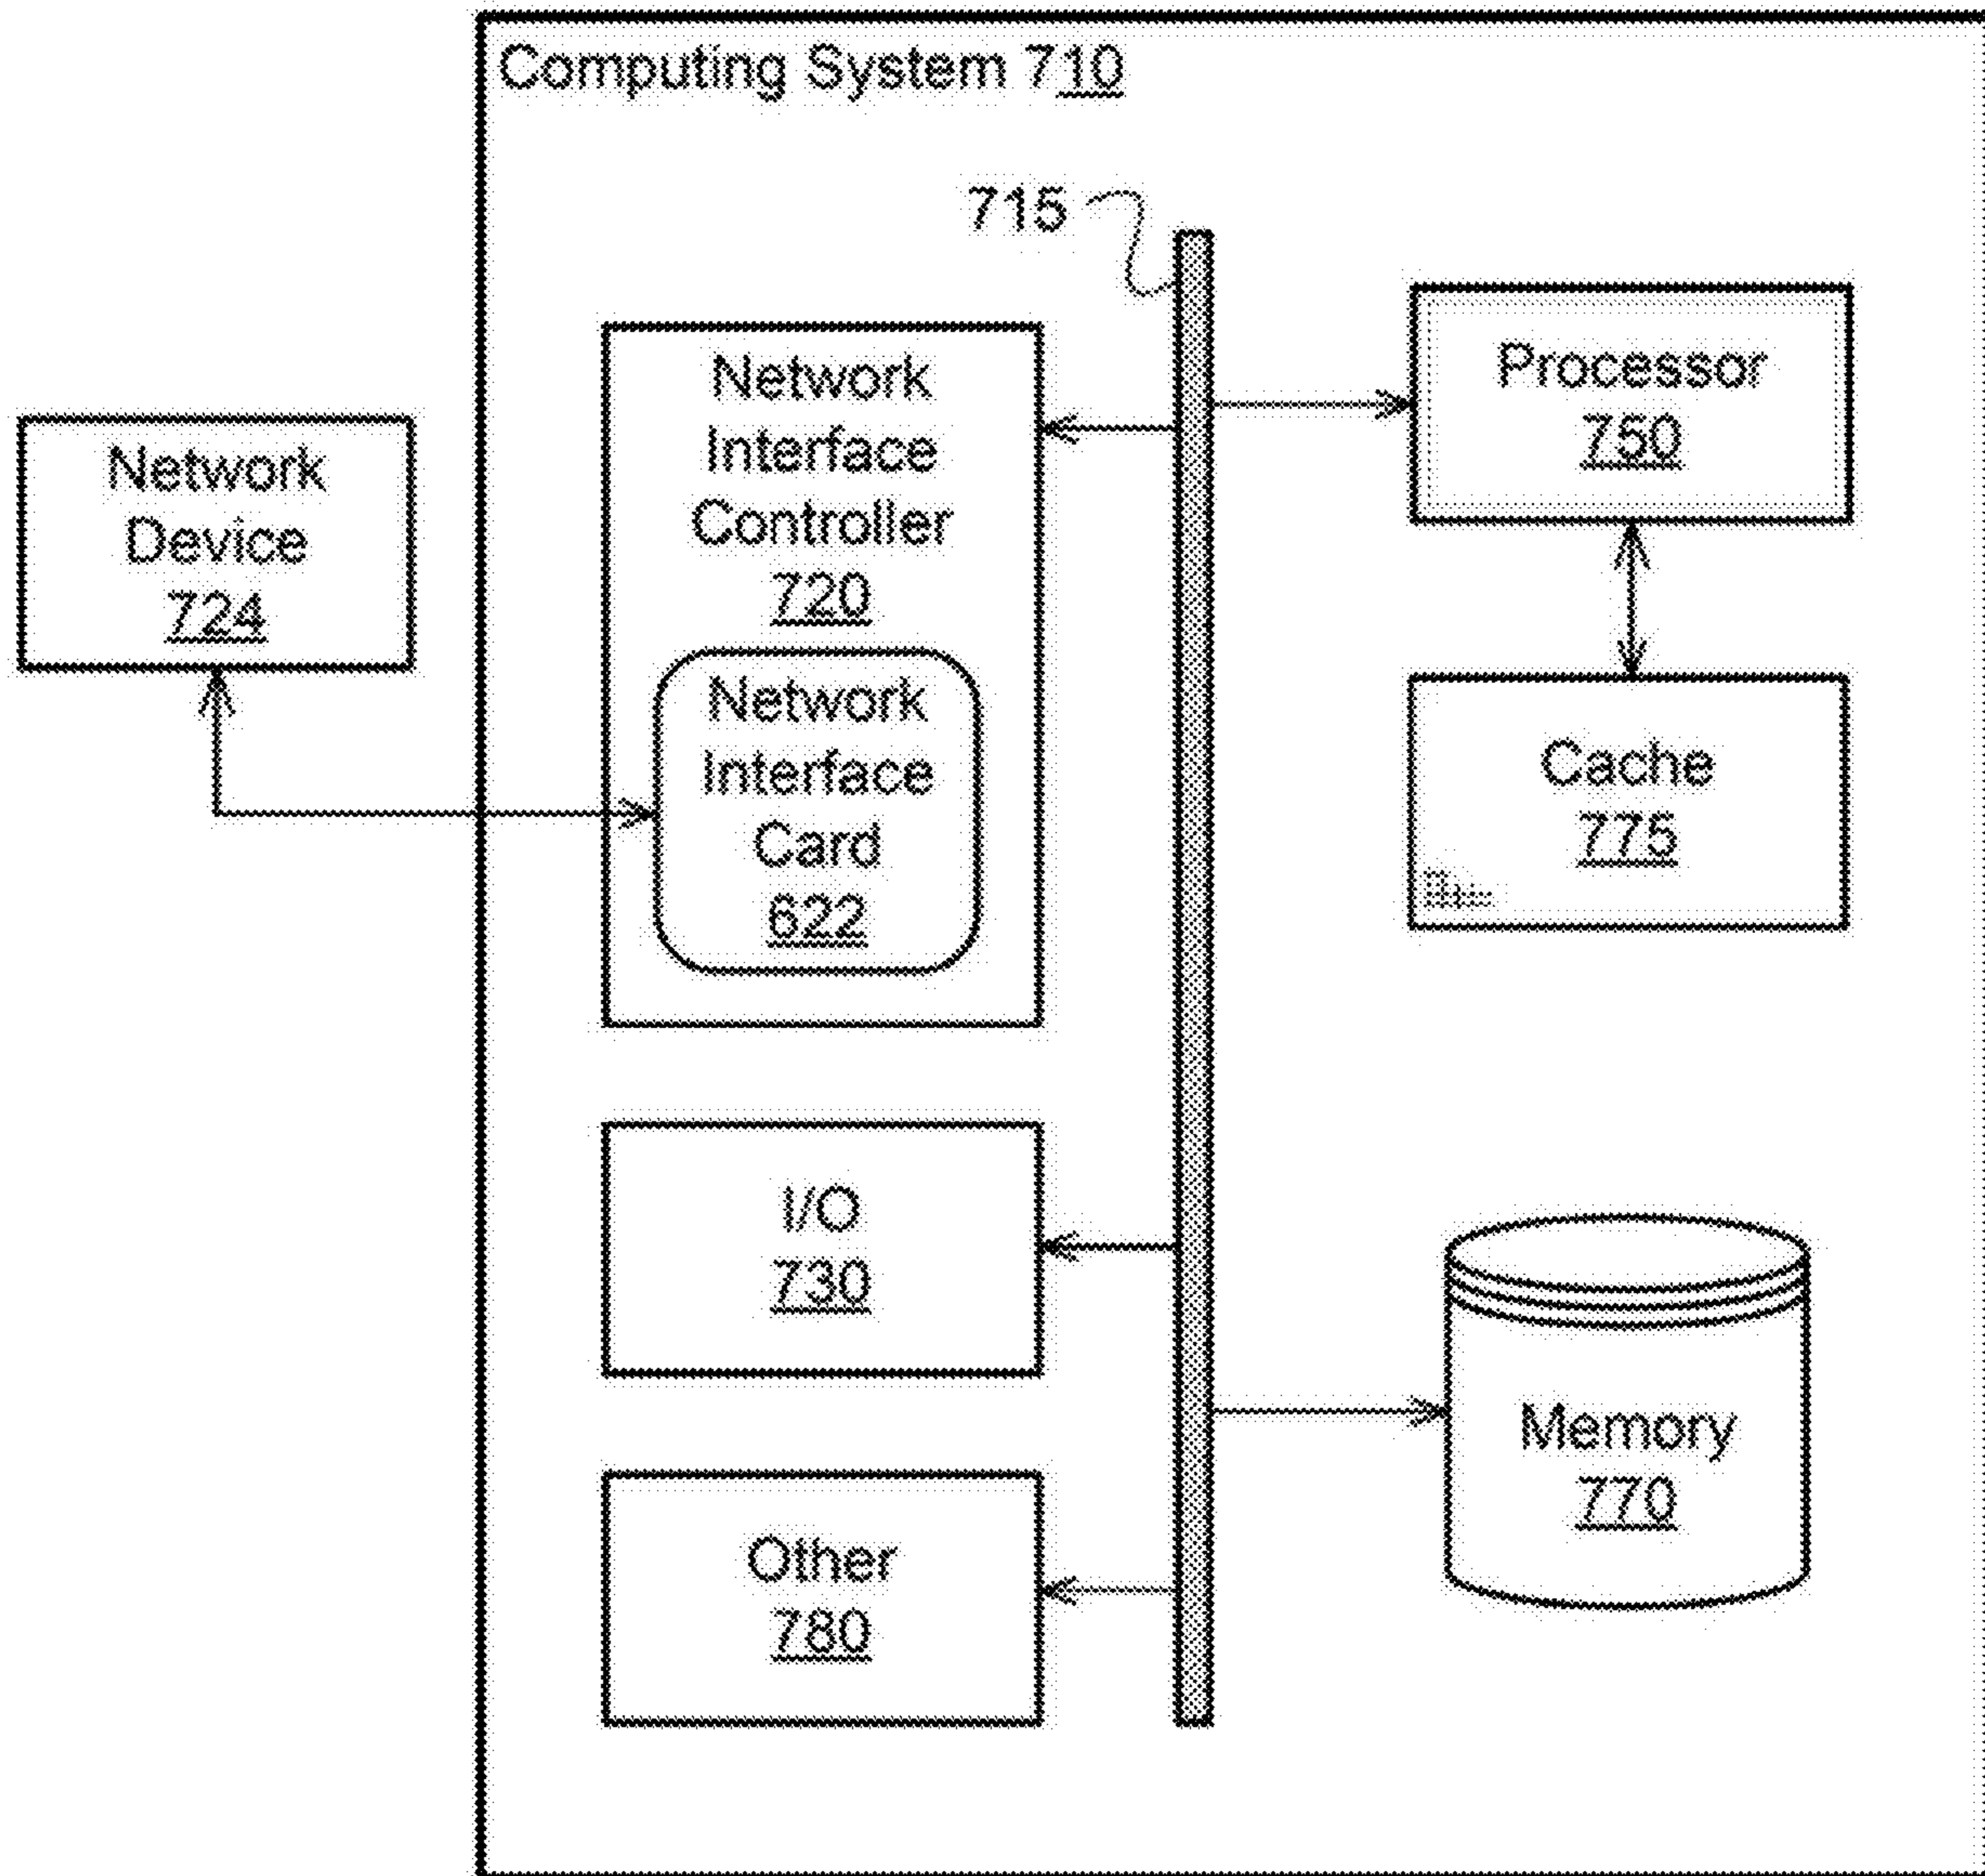 Computing System 710
715
Network
Interface
Controller
720
Network
Interface
Card
622
Network
Device
724
Processor
750
Cache
775
I/O
730
Memory
770
Other
780